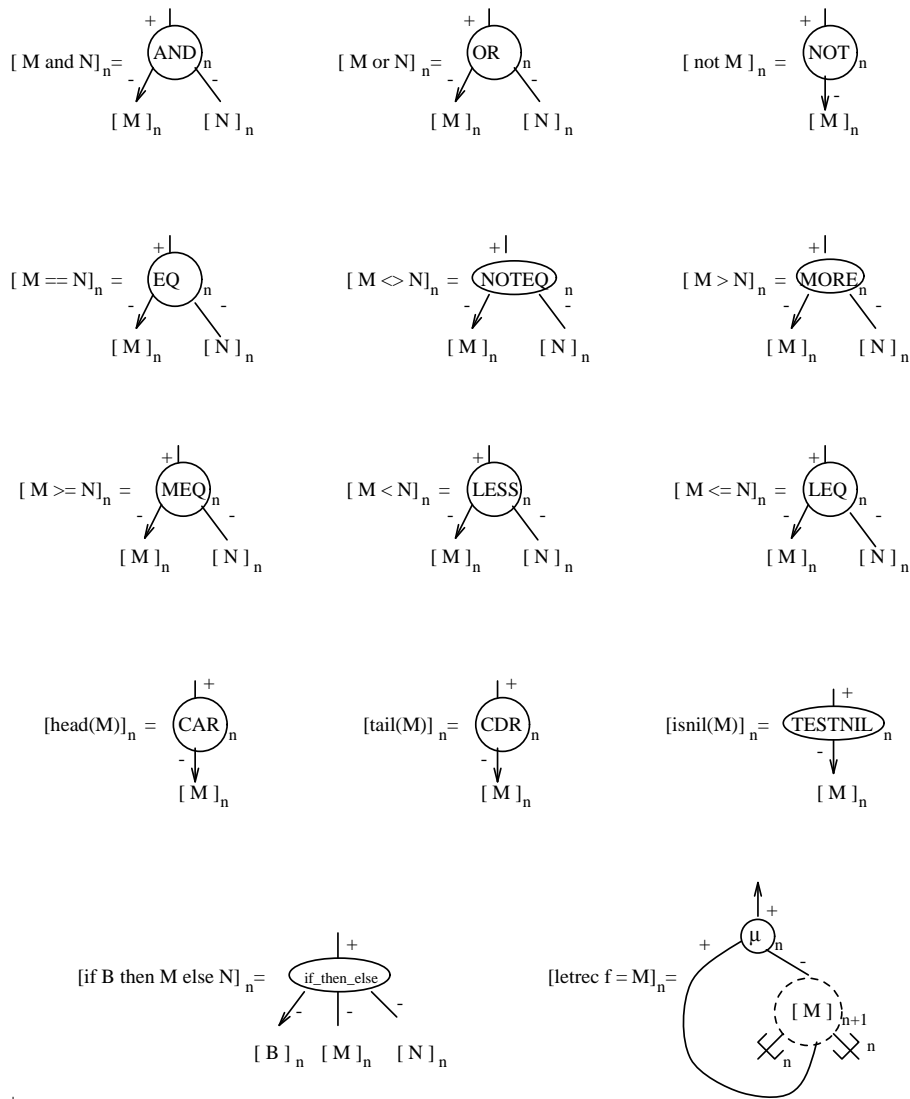 [ M and N]n= + AND n - - [ M ]n [ N ]n
[ M or N] n= + OR n - - [ M ]n [ N ]n
[ not M ]n = + NOT n - [ M ]n
[ M == N]n = + EQ n - - [ M ]n [ N ]n
[ M <> N]n = + NOTEQ n - - [ M ]n [ N ]n
[ M > N]n = + MORE n - - [ M ]n [ N ]n
[ M >= N]n = + MEQ n - - [ M ]n [ N ]n
[ M < N]n = + LESS n - - [ M ]n [ N ]n
[ M <= N]n = + LEQ n - - [ M ]n [ N ]n
[head(M)]n = + CAR n - [ M ]n
[tail(M)] n= + CDR n - [ M ]n
[isnil(M)]n= + TESTNIL n - [ M ]n
[if B then M else N] n= + if_then_else - - - [ B ]n [ M ]n [ N ]n
[letrec f = M]n= + + μ n - [ M ] n+1 n n